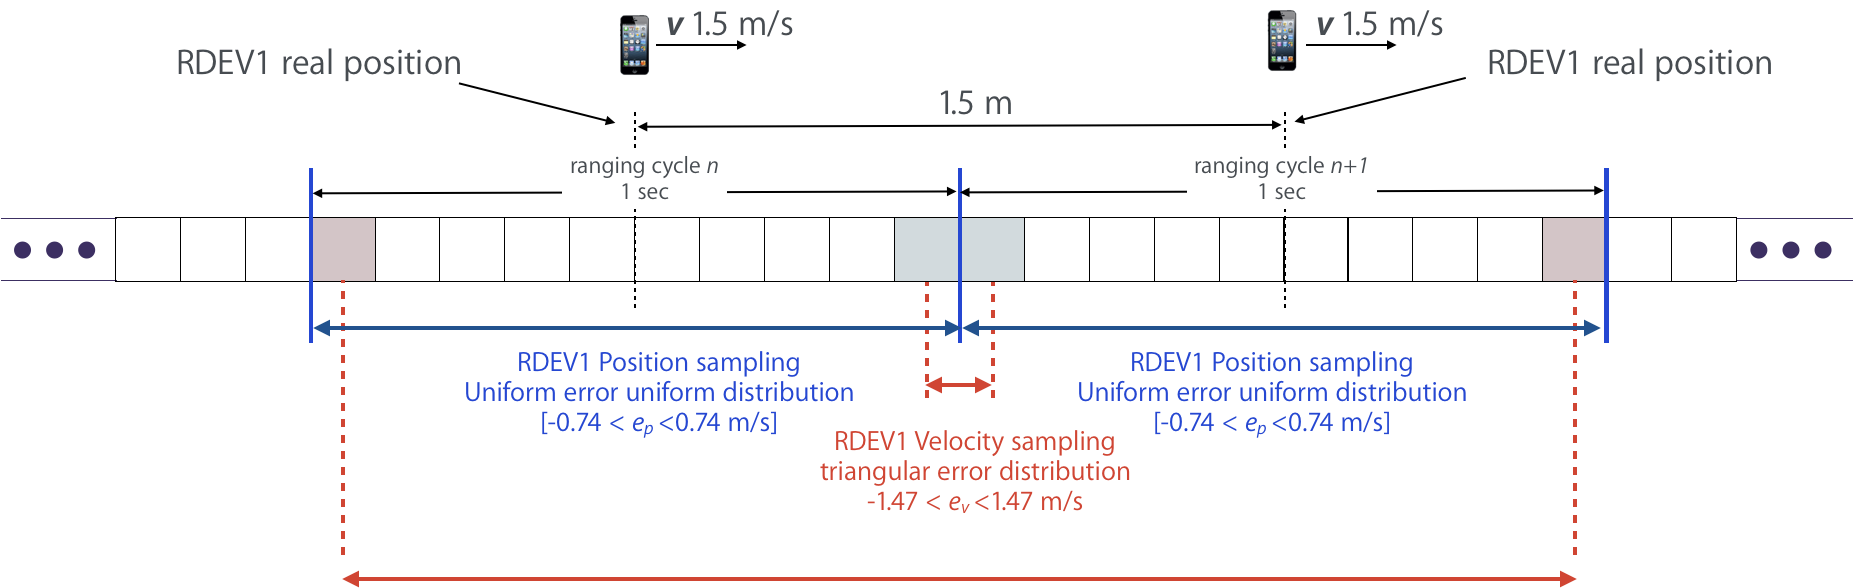 v 1.5 m/s
v 1.5 m/s
RDEV1 real position
RDEV1 real position
1.5 m
ranging cycle n
1 sec
ranging cycle n+1
1 sec
RDEV1 Position sampling
Uniform error uniform distribution
[-0.74 < ep <0.74 m/s]
RDEV1 Position sampling
Uniform error uniform distribution
[-0.74 < ep <0.74 m/s]
RDEV1 Velocity sampling
triangular error distribution
-1.47 < ev <1.47 m/s